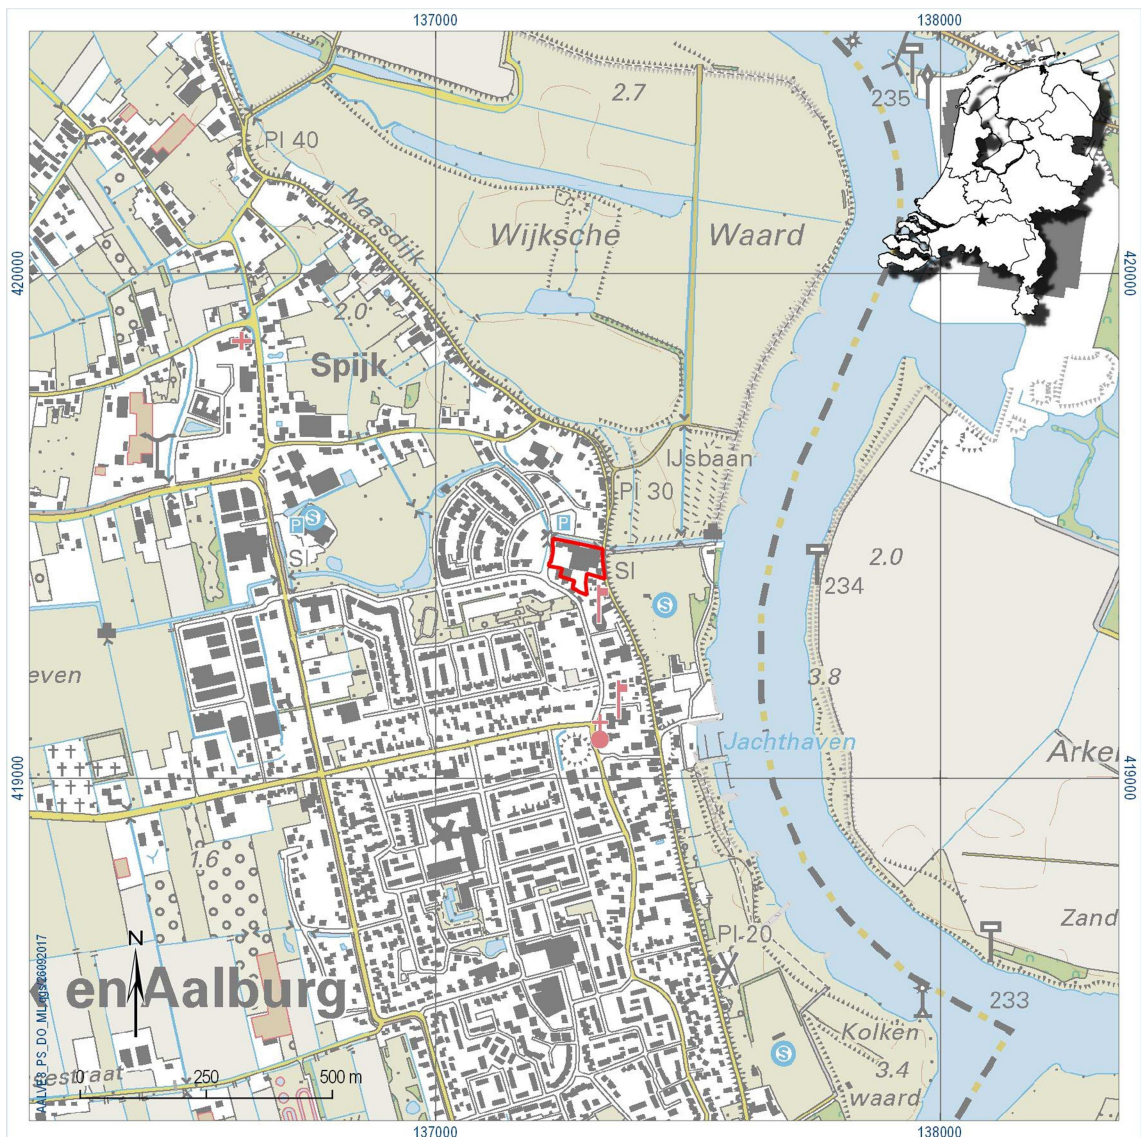 137000
138000
235
2.7
Pl 40
Maasdijk
Wijksche Waard
420000
420000
2.0
Spijk
IJsbaan
Pl 30
P
P S
Sl
Sl
S
2.0
234
3.8
even
Jachthaven
Arke
419000
419000
1.6
Zand
Pl 20
N
en Aalburg
233
Kolken
S
3.4
waard
estraat
0 250 500 m
137000
138000